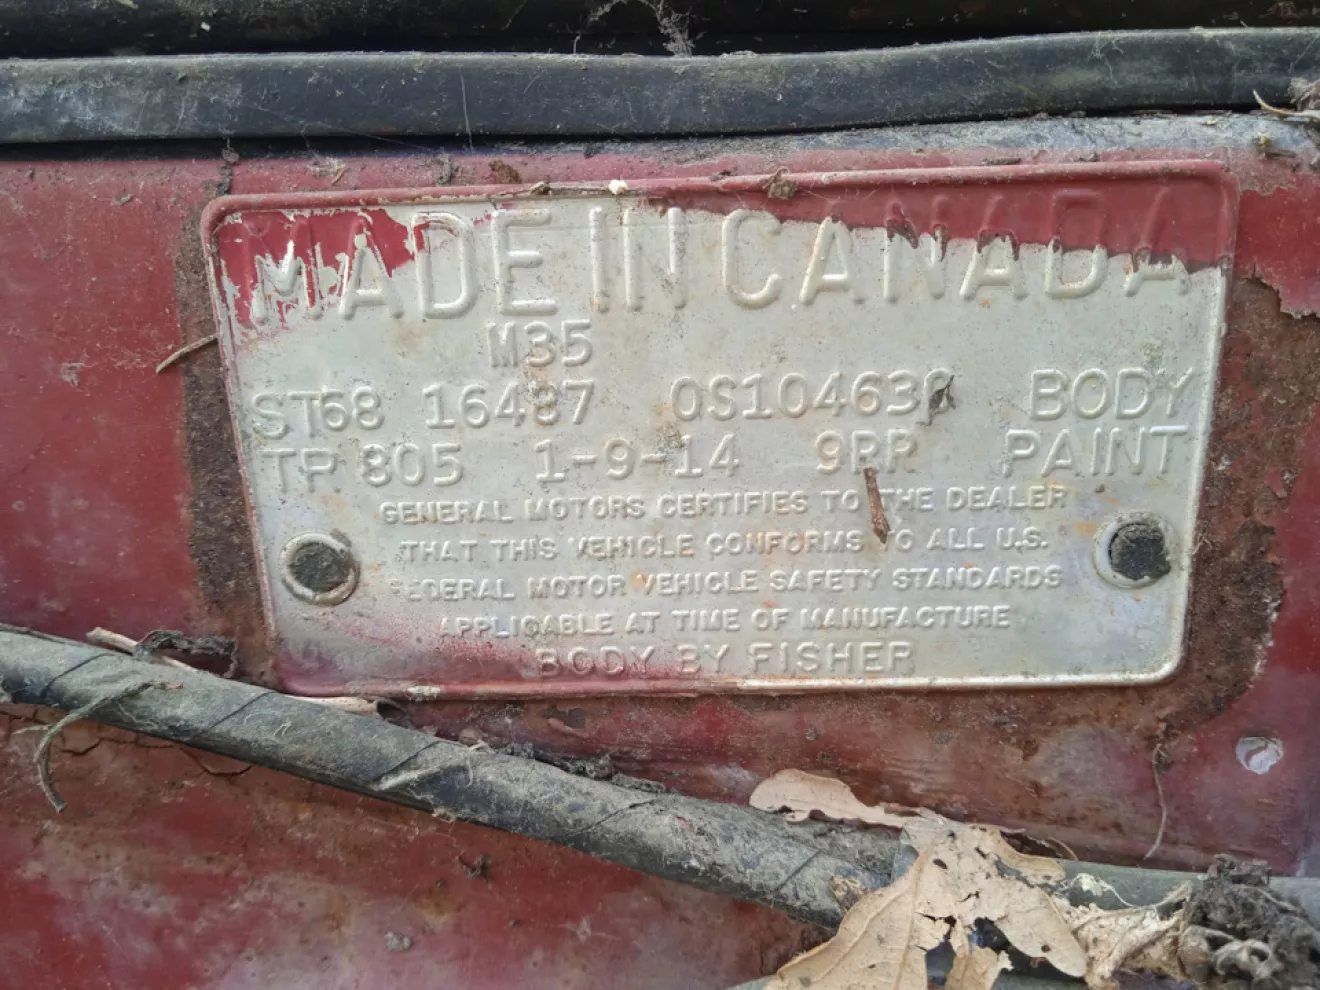 MADE IN CANADA
M35
ST68 16487 OS104638 BODY
TR 805 1-9-14 9RR PAINT
GENERAL MOTORS CERTIFIES TO THE DEALER
THAT THIS VEHICLE CONFORMS TO ALL U.S.
FEDERAL MOTOR VEHICLE SAFETY STANDARDS
APPLICABLE AT TIME OF MANUFACTURE
BODY BY FISHER